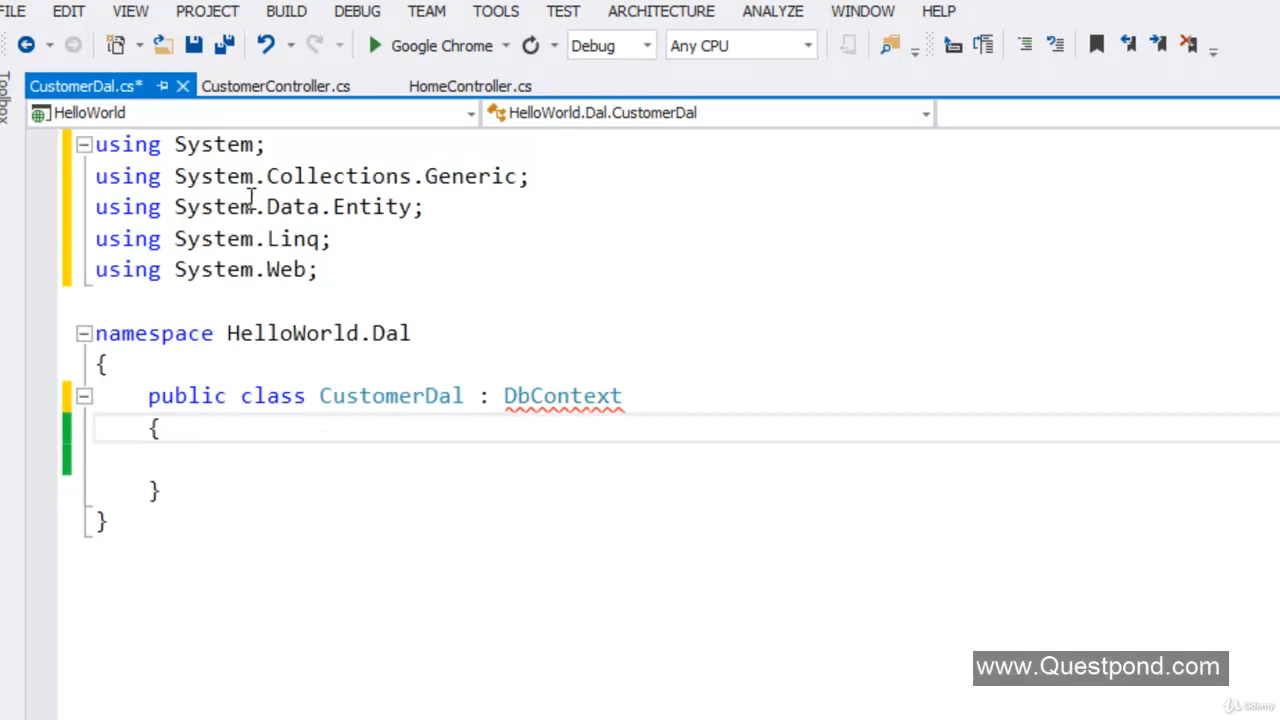 FILE EDIT VIEW PROJECT BUILD DEBUG TEAM TOOLS TEST ARCHITECTURE ANALYZE WINDOW HELP
Google Chrome Debug Any CPU
Toolbox
CustomerDal.cs* CustomerController.cs HomeController.cs
HelloWorld HelloWorld.Dal.CustomerDal
using System;
using System.Collections.Generic;
using System.Data.Entity;
using System.Linq;
using System.Web;
namespace HelloWorld.Dal
{
public class CustomerDal : DbContext
{
}
}
www.Questpond.com
Udemy